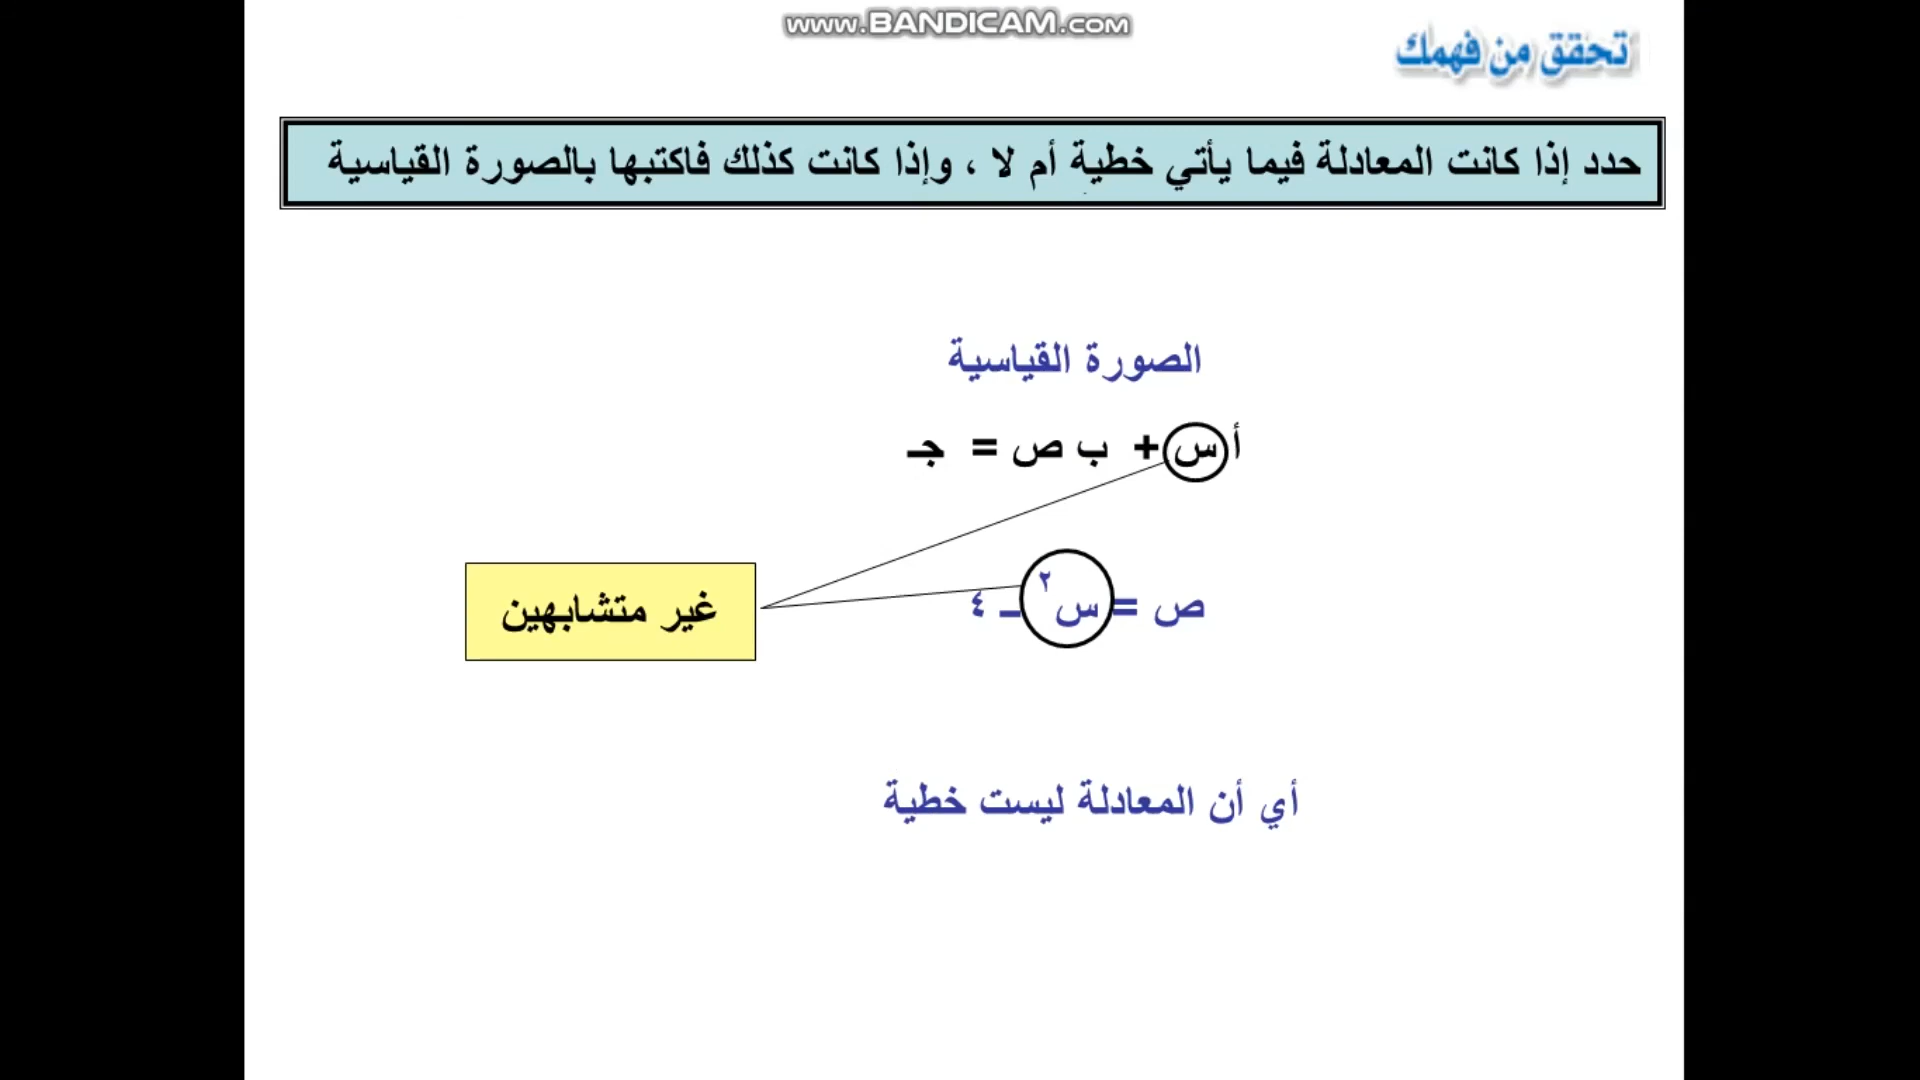 www.BANDICAM.com
تحقق من فهمك
حدد إذا كانت المعادلة فيما يأتي خطية أم لا ، وإذا كانت كذلك فاكتبها بالصورة القياسية
الصورة القياسية
أ س + ب ص = جـ
ص = س٢ – ٤
غير متشابهين
أي أن المعادلة ليست خطية